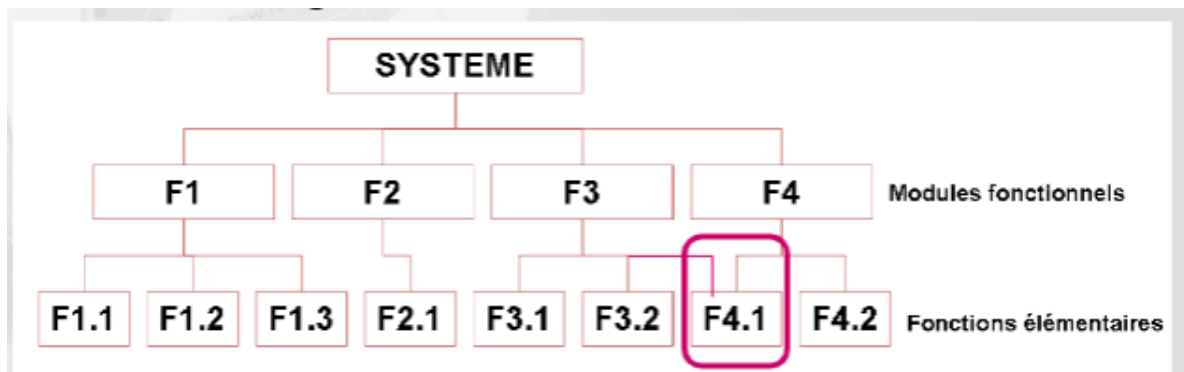 SYSTEME
F1 F2 F3 F4 Modules fonctionnels
F1.1 F1.2 F1.3 F2.1 F3.1 F3.2 F4.1 F4.2 Fonctions élémentaires